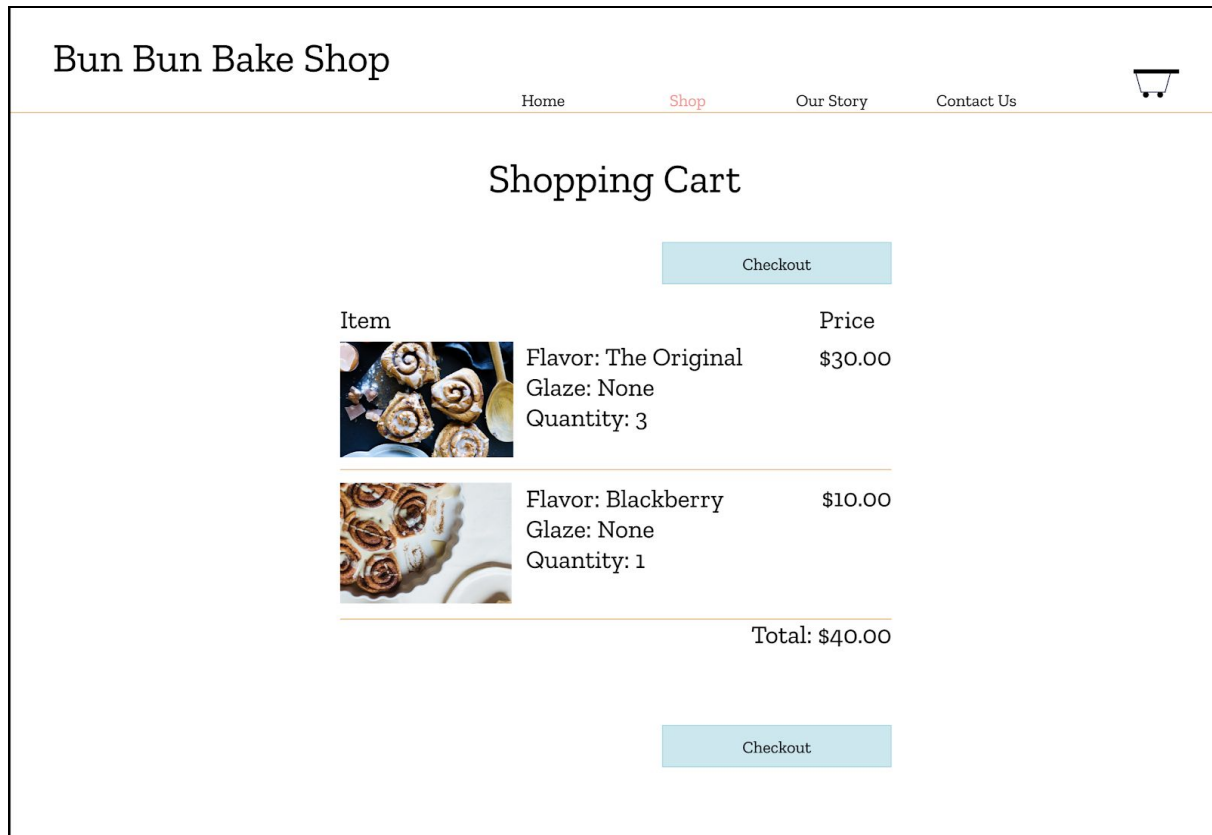 Bun Bun Bake Shop
Home Shop Our Story Contact Us
Shopping Cart
Checkout
Item Price
Flavor: The Original $30.00
Glaze: None
Quantity: 3
Flavor: Blackberry $10.00
Glaze: None
Quantity: 1
Total: $40.00
Checkout